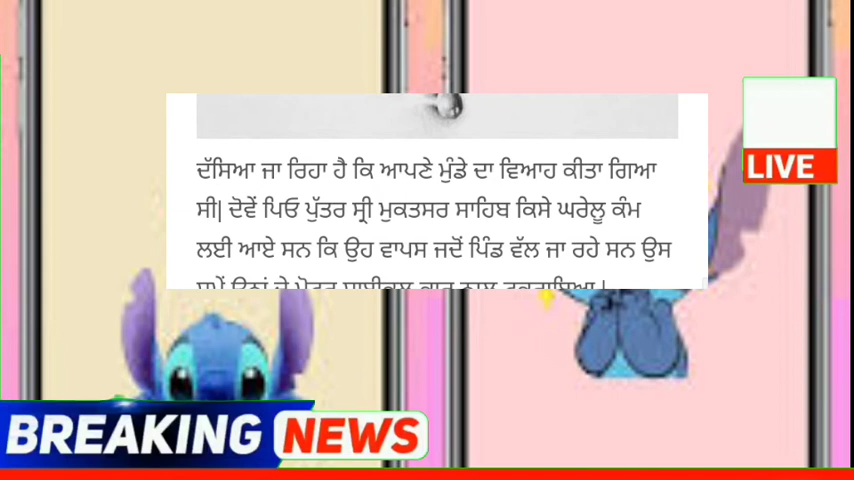 ਦੱਸਿਆ ਜਾ ਰਿਹਾ ਹੈ ਕਿ ਆਪਣੇ ਮੁੰਡੇ ਦਾ ਵਿਆਹ ਕੀਤਾ ਗਿਆ
ਸੀ| ਦੋਵੇਂ ਪਿਓ ਪੁੱਤਰ ਸ੍ਰੀ ਮੁਕਤਸਰ ਸਾਹਿਬ ਕਿਸੇ ਘਰੇਲੂ ਕੰਮ
ਲਈ ਆਏ ਸਨ ਕਿ ਉਹ ਵਾਪਸ ਜਦੋਂ ਪਿੰਡ ਵੱਲ ਜਾ ਰਹੇ ਸਨ ਉਸ
LIVE
BREAKING NEWS